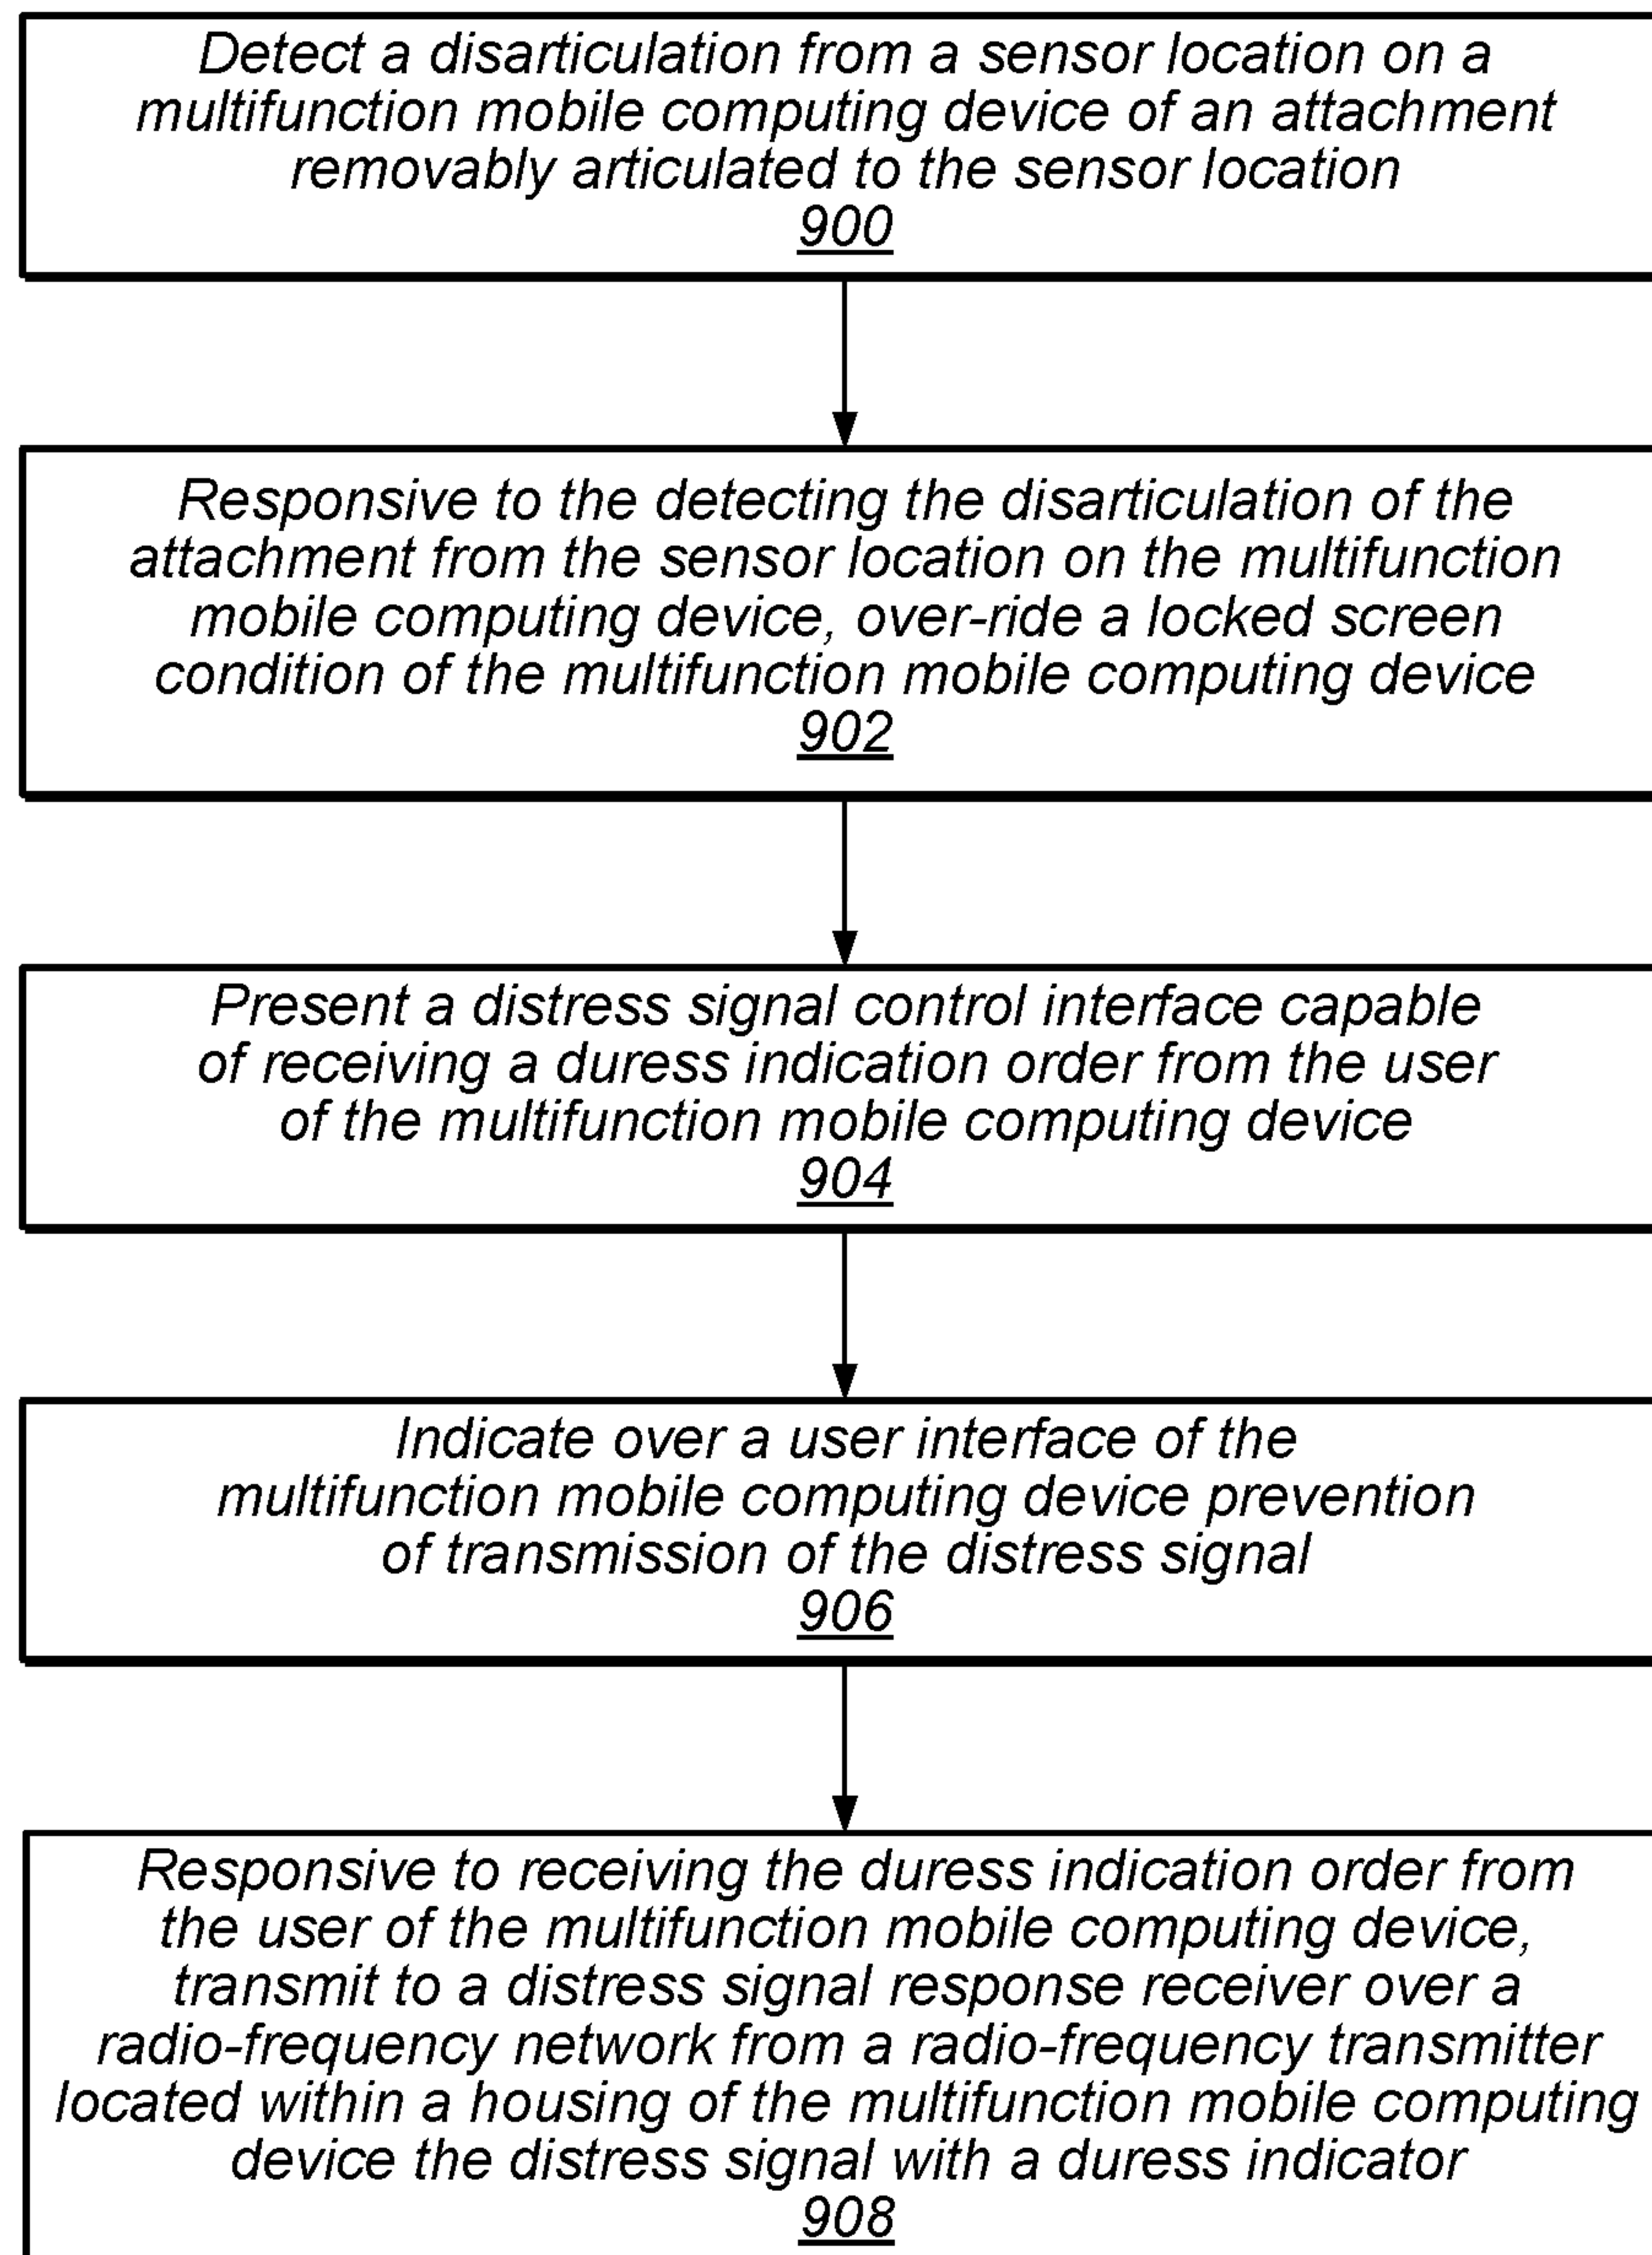 Detect a disarticulation from a sensor location on a
multifunction mobile computing device of an attachment
removably articulated to the sensor location
900
Responsive to the detecting the disarticulation of the
attachment from the sensor location on the multifunction
mobile computing device, over-ride a locked screen
condition of the multifunction mobile computing device
902
Present a distress signal control interface capable
of receiving a duress indication order from the user
of the multifunction mobile computing device
904
Indicate over a user interface of the
multifunction mobile computing device prevention
of transmission of the distress signal
906
Responsive to receiving the duress indication order from
the user of the multifunction mobile computing device,
transmit to a distress signal response receiver over a
radio-frequency network from a radio-frequency transmitter
located within a housing of the multifunction mobile computing
device the distress signal with a duress indicator
908